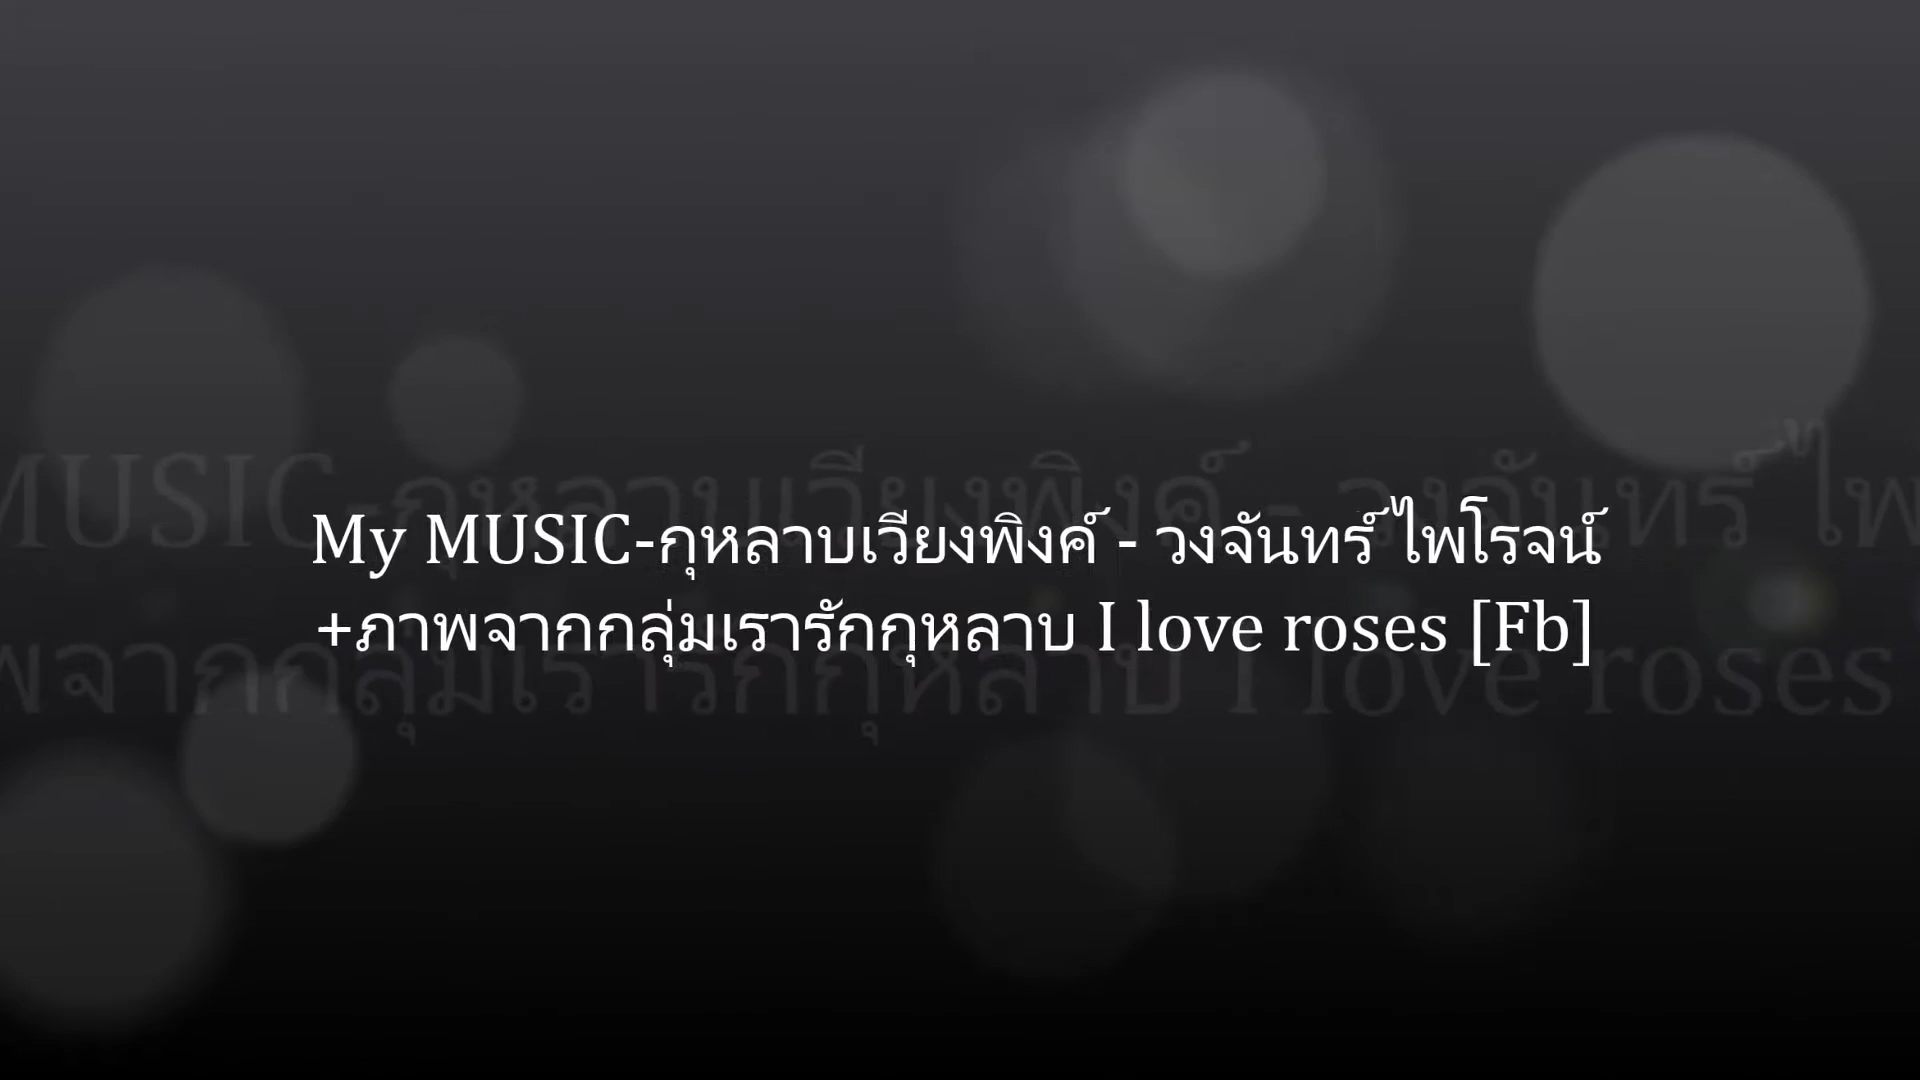 My MUSIC-กุหลาบเวียงพิงค์ - วงจันทร์ ไพโรจน์
+ภาพจากกลุ่มเรารักกุหลาบ I love roses [Fb]